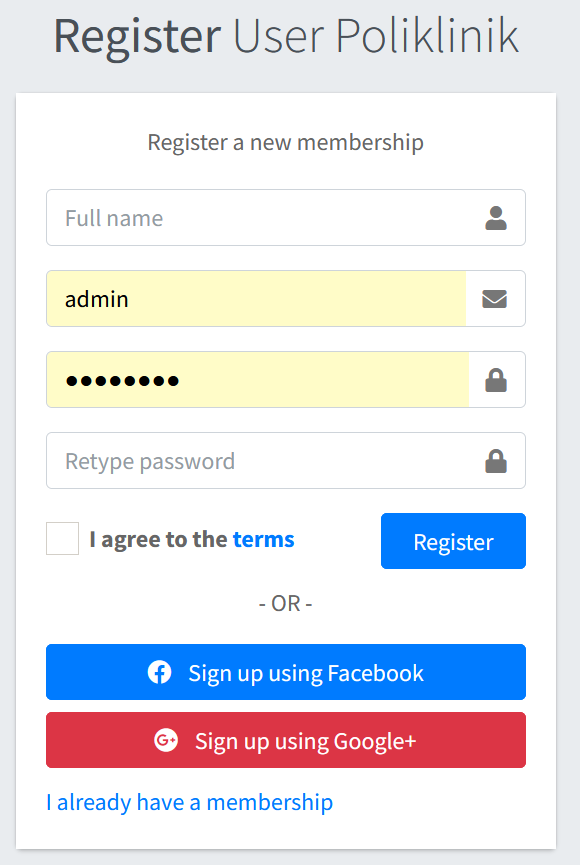 Register User Poliklinik
Register a new membership
Full name
admin
••••••••
Retype password
I agree to the terms
Register
- OR -
Sign up using Facebook
Sign up using Google+
I already have a membership